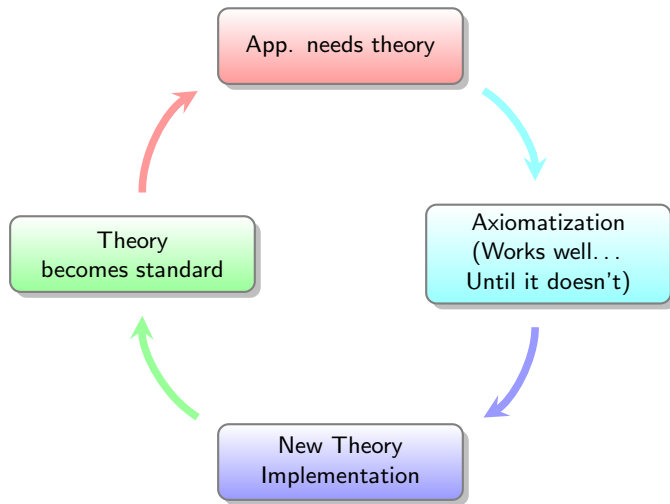 App. needs theory
Axiomatization
(Works well...
Until it doesn't)
Theory
becomes standard
New Theory
Implementation